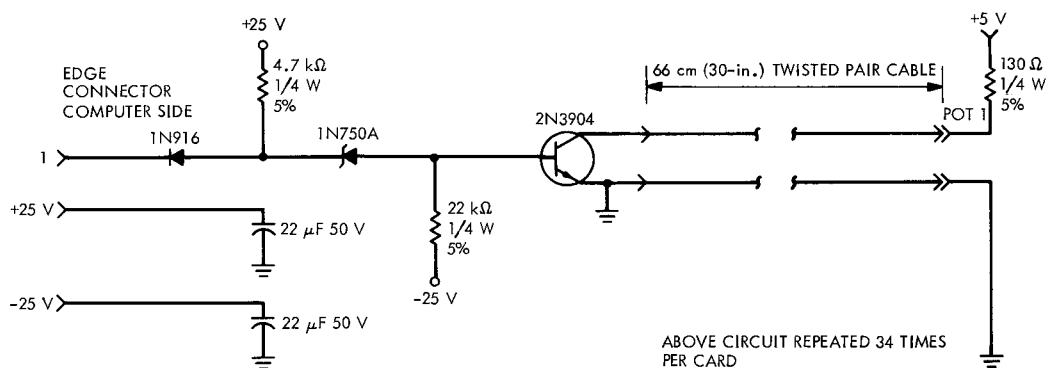 +25 V
+5 V
EDGE
CONNECTOR
COMPUTER SIDE
4.7 kΩ
1/4 W
5%
66 cm (30-in.) TWISTED PAIR CABLE
130 Ω
1/4 W
5%
1N916
1N750A
2N3904
POT 1
1
+25 V
22 μF 50 V
22 kΩ
1/4 W
5%
-25 V
-25 V
22 μF 50 V
ABOVE CIRCUIT REPEATED 34 TIMES
PER CARD